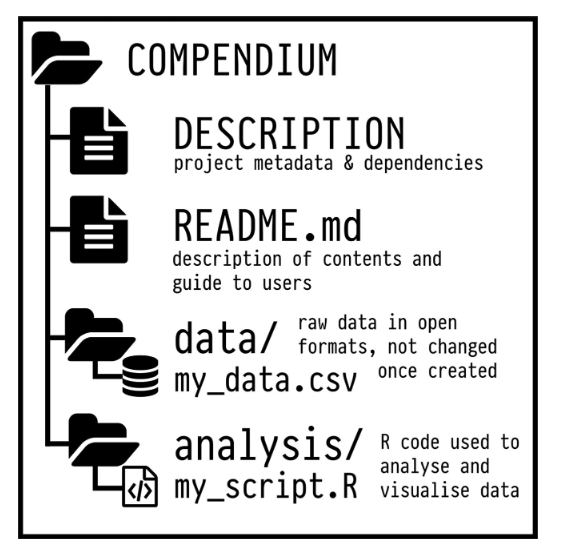 COMPENDIUM
DESCRIPTION
project metadata & dependencies
README.md
description of contents and
guide to users
data/
my_data.csv
raw data in open
formats, not changed
once created
analysis/
my_script.R
R code used to
analyse and
visualise data